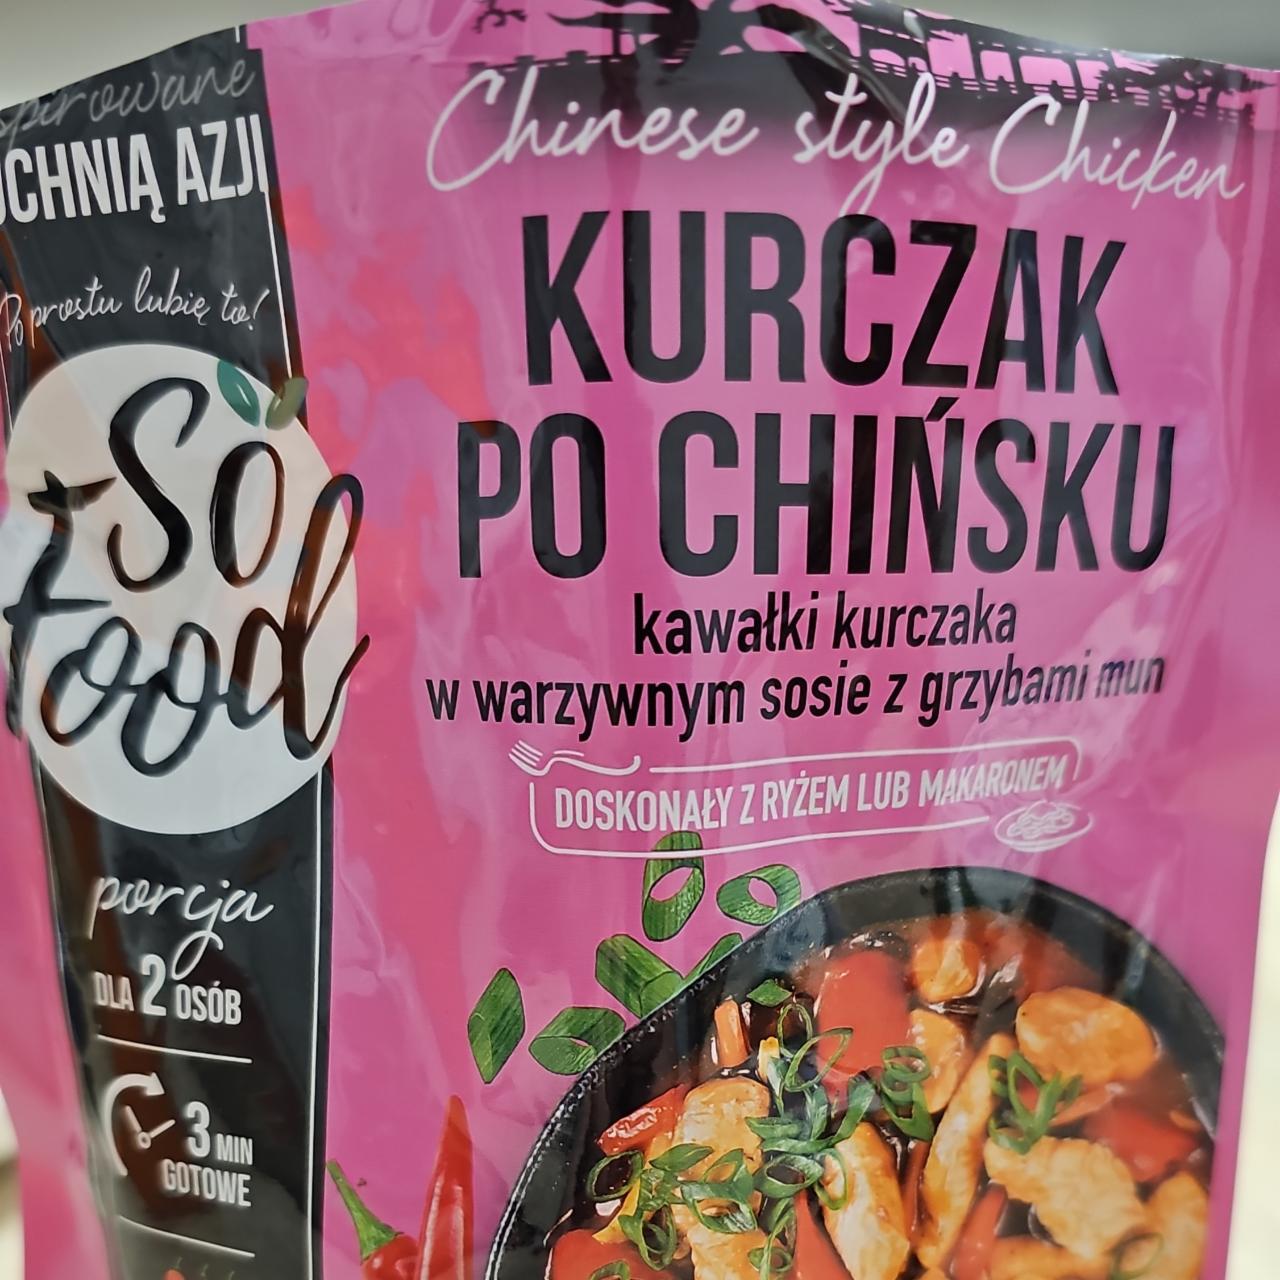 spirowane
UCHNIĄ AZJI
Po prostu lubię to!
So
food
porcja
DLA 2 OSÓB
3 MIN
GOTOWE
Chinese style Chicken
KURCZAK
PO CHIŃSKU
kawałki kurczaka
w warzywnym sosie z grzybami mun
DOSKONAŁY Z RYŻEM LUB MAKARONEM